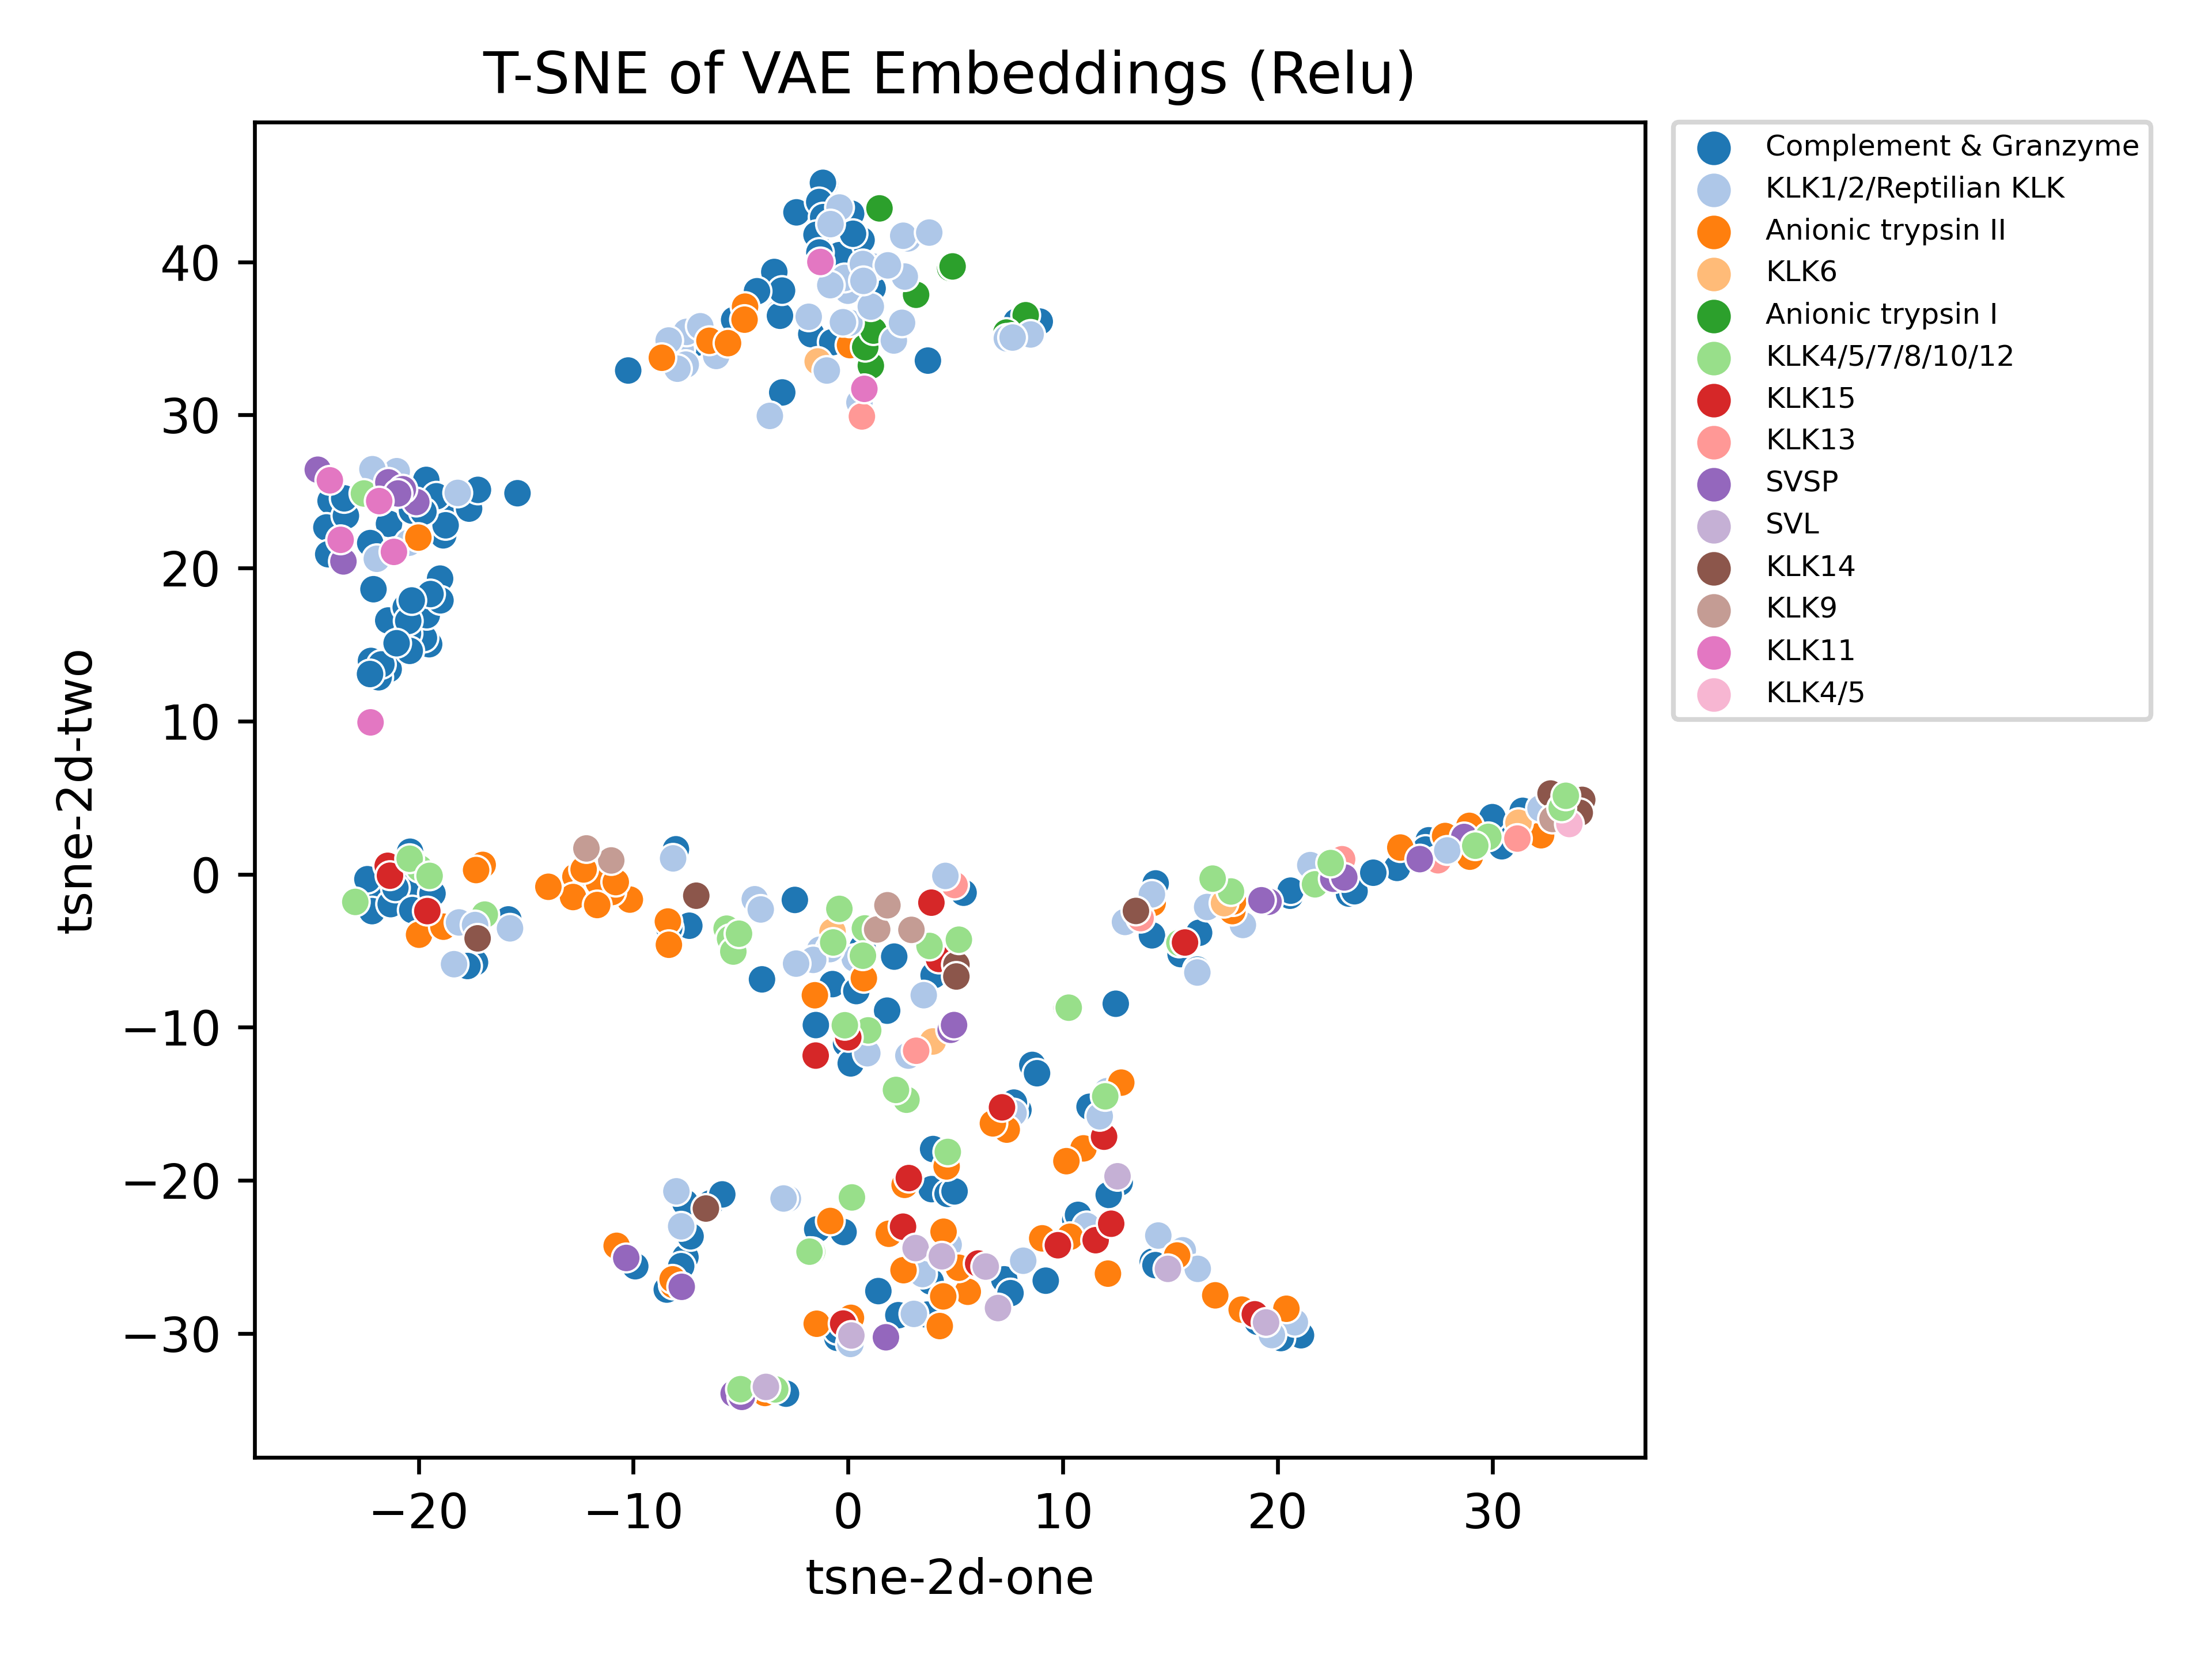 T-SNE of VAE Embeddings (Relu)
Complement & Granzyme
KLK1/2/Reptilian KLK
Anionic trypsin II
KLK6
Anionic trypsin I
KLK4/5/7/8/10/12
KLK15
KLK13
SVSP
SVL
KLK14
KLK9
KLK11
KLK4/5
tsne-2d-two
40
30
20
10
0
−10
−20
−30
−20
−10
0
10
20
30
tsne-2d-one